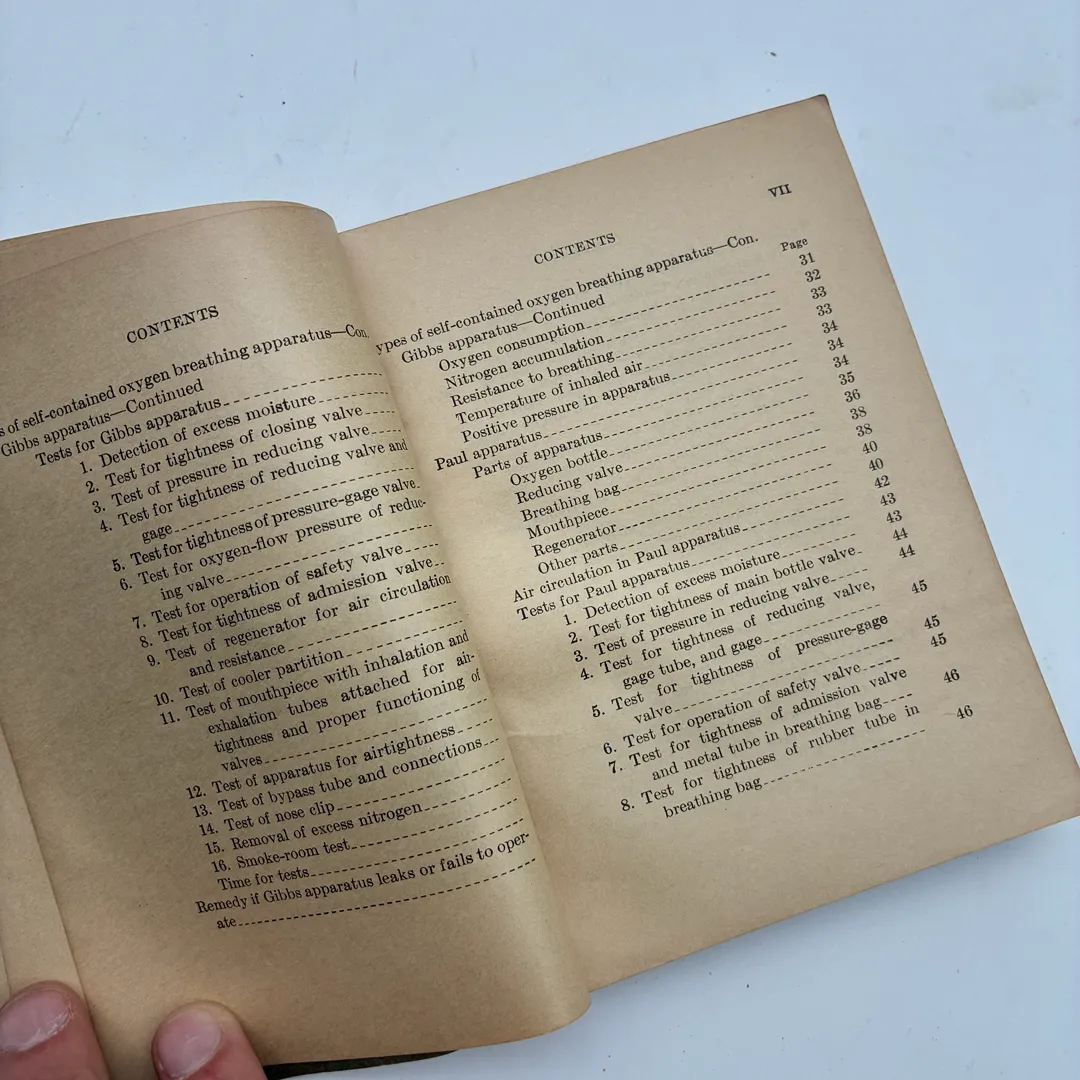 CONTENTS
of self-contained oxygen breathing apparatus—Con.
Gibbs apparatus—Continued
Tests for Gibbs apparatus
1. Detection of excess moisture
2. Test for tightness of closing valve
3. Test of pressure in reducing valve
4. Test for tightness of reducing valve and
gage
5. Test for tightness of pressure-gage valve
6. Test for oxygen-flow pressure of reduc-
ing valve
7. Test for operation of safety valve
8. Test for tightness of admission valve
9. Test of regenerator for air circulation
and resistance
10. Test of cooler partition
11. Test of mouthpiece with inhalation and
exhalation tubes attached for air-
tightness and proper functioning of
valves
12. Test of apparatus for airtightness
13. Test of bypass tube and connections
14. Test of nose clip
15. Removal of excess nitrogen
16. Smoke-room test
Time for tests
Remedy if Gibbs apparatus leaks or fails to oper-
ate
VII
CONTENTS
ypes of self-contained oxygen breathing apparatus—Con. Page
Gibbs apparatus—Continued
Oxygen consumption 31
Nitrogen accumulation 32
Resistance to breathing 33
Temperature of inhaled air 33
Positive pressure in apparatus 34
Paul apparatus 34
Parts of apparatus 34
Oxygen bottle 35
Reducing valve 36
Breathing bag 38
Mouthpiece 38
Regenerator 40
Other parts 40
Air circulation in Paul apparatus 42
Tests for Paul apparatus 43
1. Detection of excess moisture 43
2. Test for tightness of main bottle valve 44
3. Test of pressure in reducing valve 44
4. Test for tightness of reducing valve,
gage tube, and gage 45
5. Test for tightness of pressure-gage
valve 45
6. Test for operation of safety valve 45
7. Test for tightness of admission valve
and metal tube in breathing bag 46
8. Test for tightness of rubber tube in
breathing bag 46